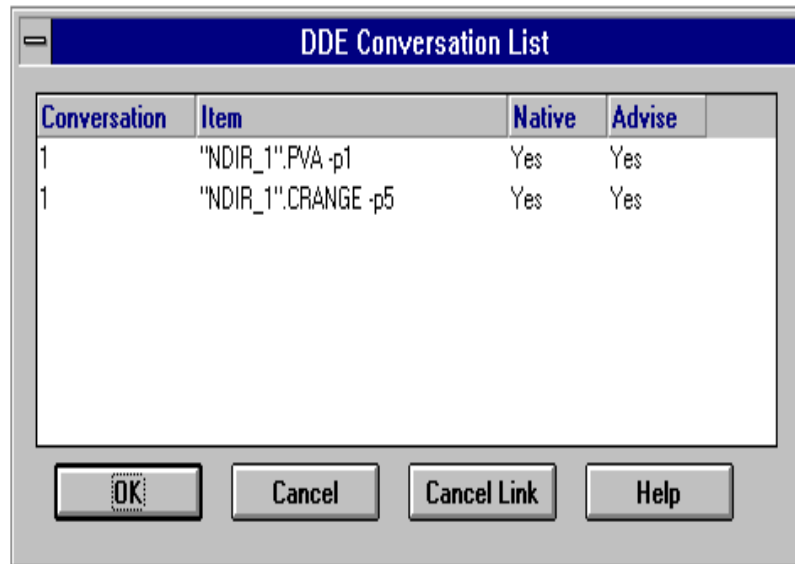 DDE Conversation List
Conversation Item Native Advise
1 "NDIR_1".PVA -p1 Yes Yes
1 "NDIR_1".CRANGE -p5 Yes Yes
OK Cancel Cancel Link Help